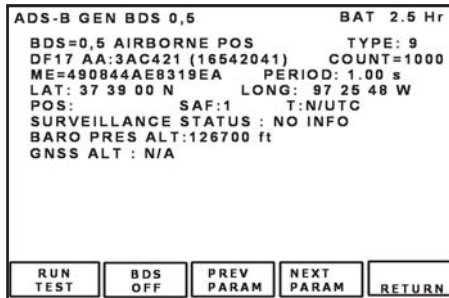 ADS-B GEN BDS 0,5 BAT 2.5 Hr
BDS=0,5 AIRBORNE POS TYPE: 9
DF17 AA:3AC421 (16542041) COUNT=1000
ME=490844AE8319EA PERIOD: 1.00 s
LAT: 37 39 00 N LONG: 97 25 48 W
POS: SAF:1 T:N/UTC
SURVEILLANCE STATUS : NO INFO
BARO PRES ALT:126700 ft
GNSS ALT : N/A
RUN TEST BDS OFF PREV PARAM NEXT PARAM RETURN